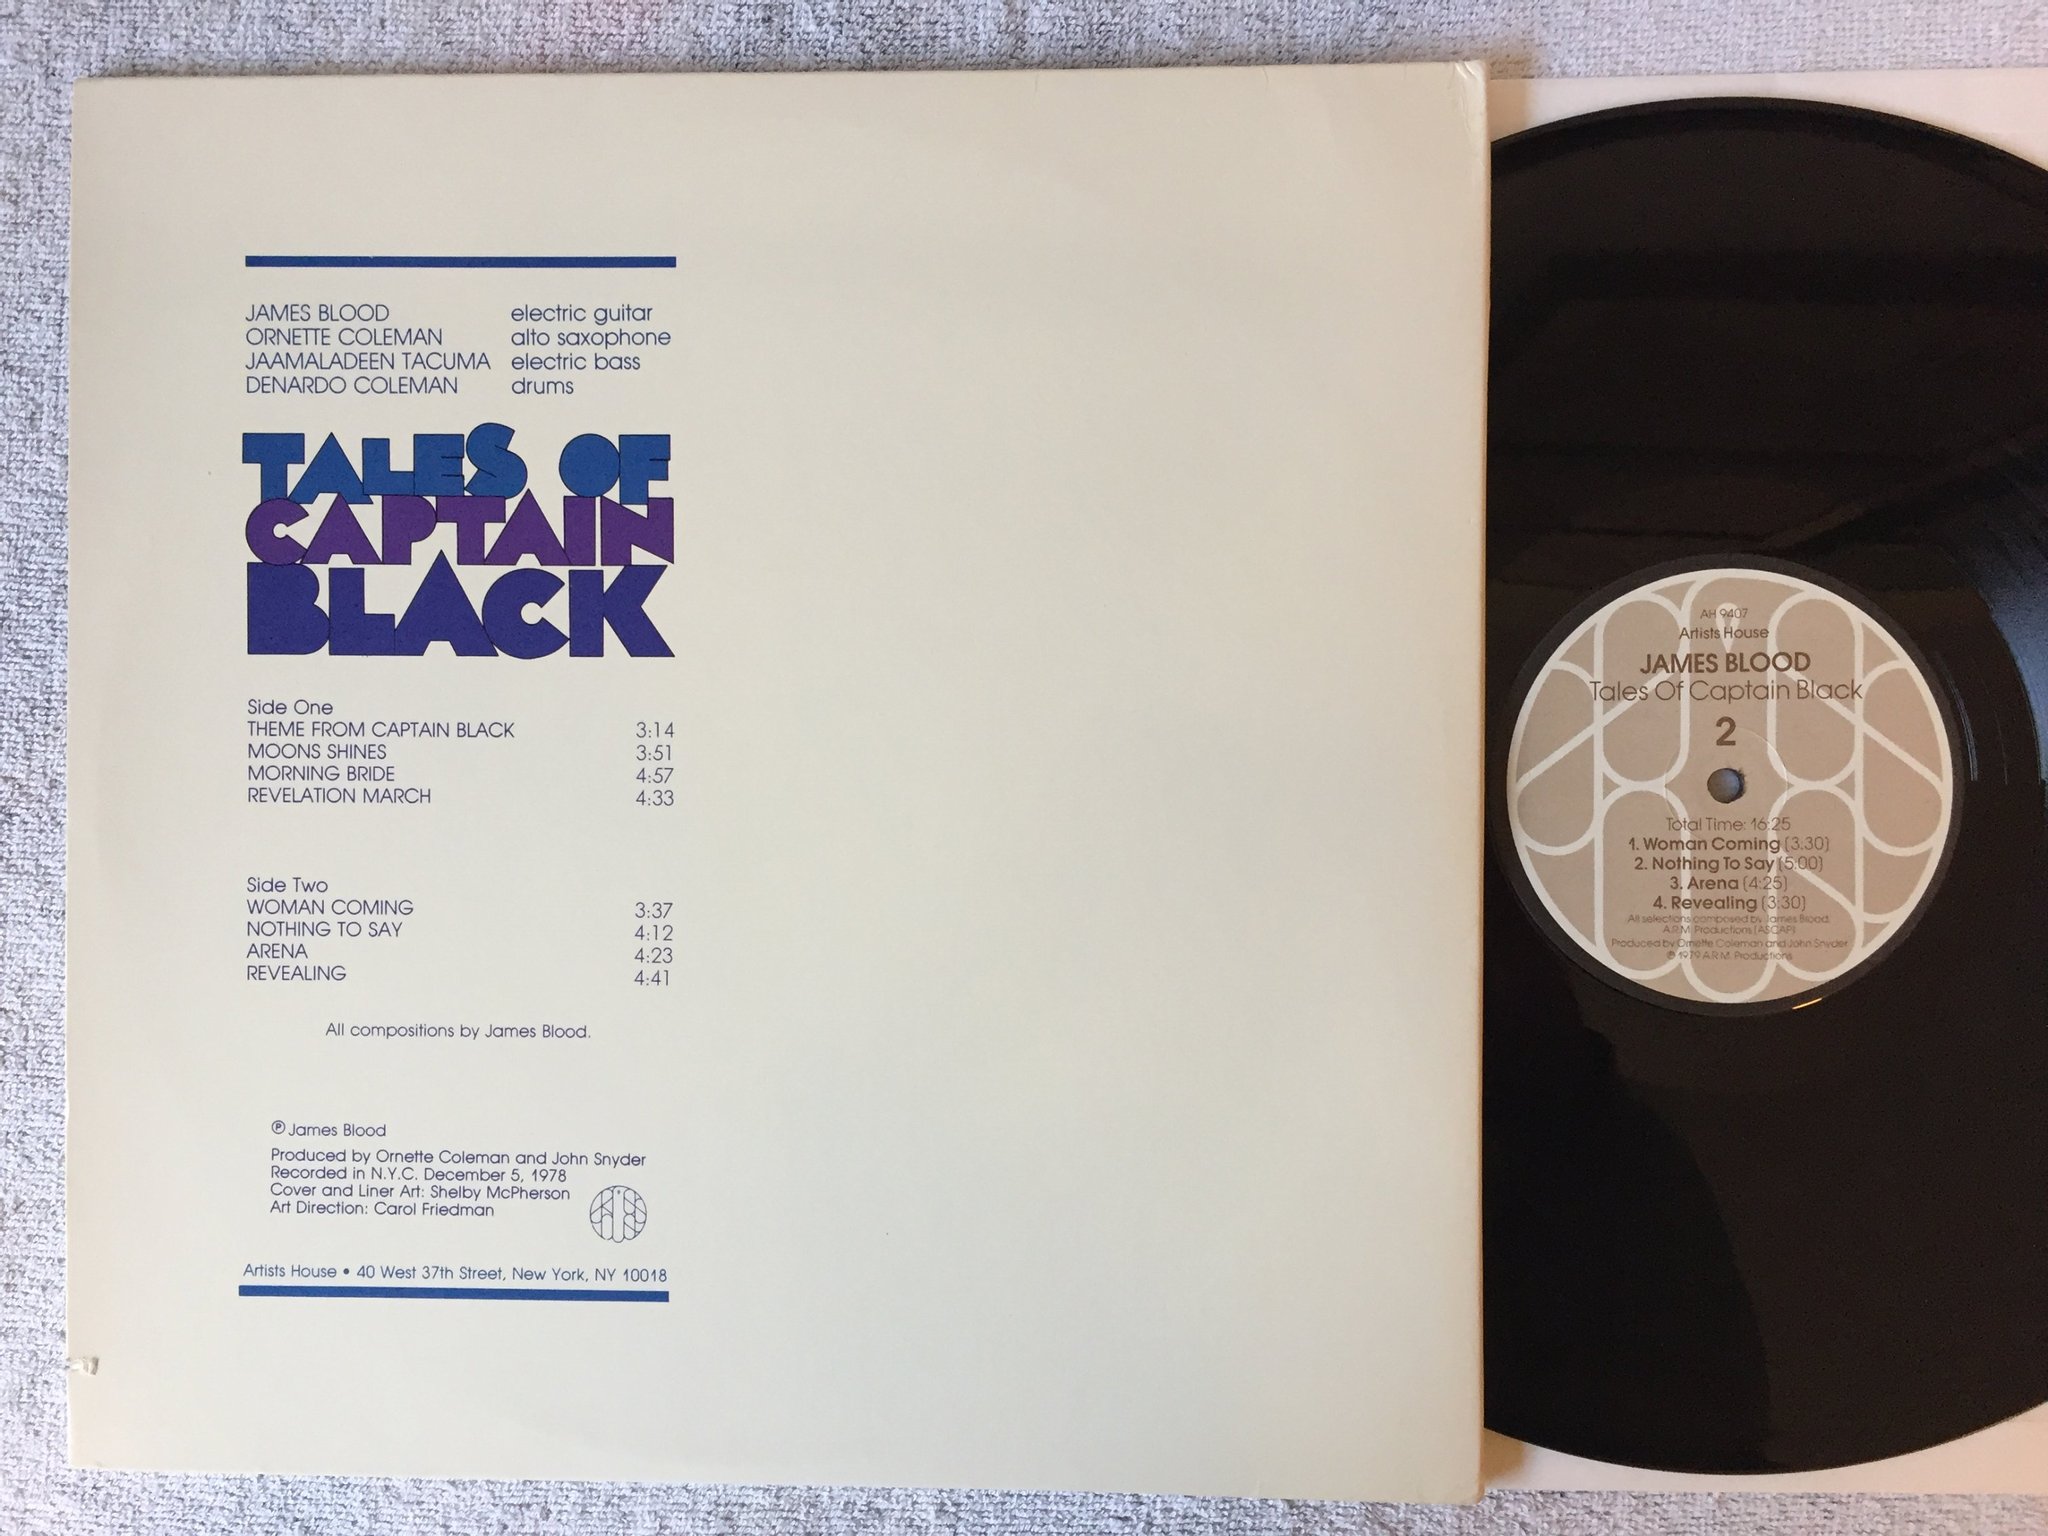 JAMES BLOOD electric guitar
ORNETTE COLEMAN alto saxophone
JAAMALADEEN TACUMA electric bass
DENARDO COLEMAN drums
TALES OF
CAPTAIN
BLACK
Side One
THEME FROM CAPTAIN BLACK 3:14
MOONS SHINES 3:51
MORNING BRIDE 4:57
REVELATION MARCH 4:33
Side Two
WOMAN COMING 3:37
NOTHING TO SAY 4:12
ARENA 4:23
REVEALING 4:41
All compositions by James Blood.
℗ James Blood
Produced by Ornette Coleman and John Snyder
Recorded in N.Y.C. December 5, 1978
Cover and Liner Art: Shelby McPherson
Art Direction: Carol Friedman
Artists House • 40 West 37th Street, New York, NY 10018
AH 9407
Artists House
JAMES BLOOD
Tales Of Captain Black
2
Total Time: 16:25
1. Woman Coming (3:30)
2. Nothing To Say (5:00)
3. Arena (4:25)
4. Revealing (3:30)
All selections composed by James Blood.
A.R.M. Productions (ASCAP)
Produced by Ornette Coleman and John Snyder
℗ 1979 A.R.M. Productions